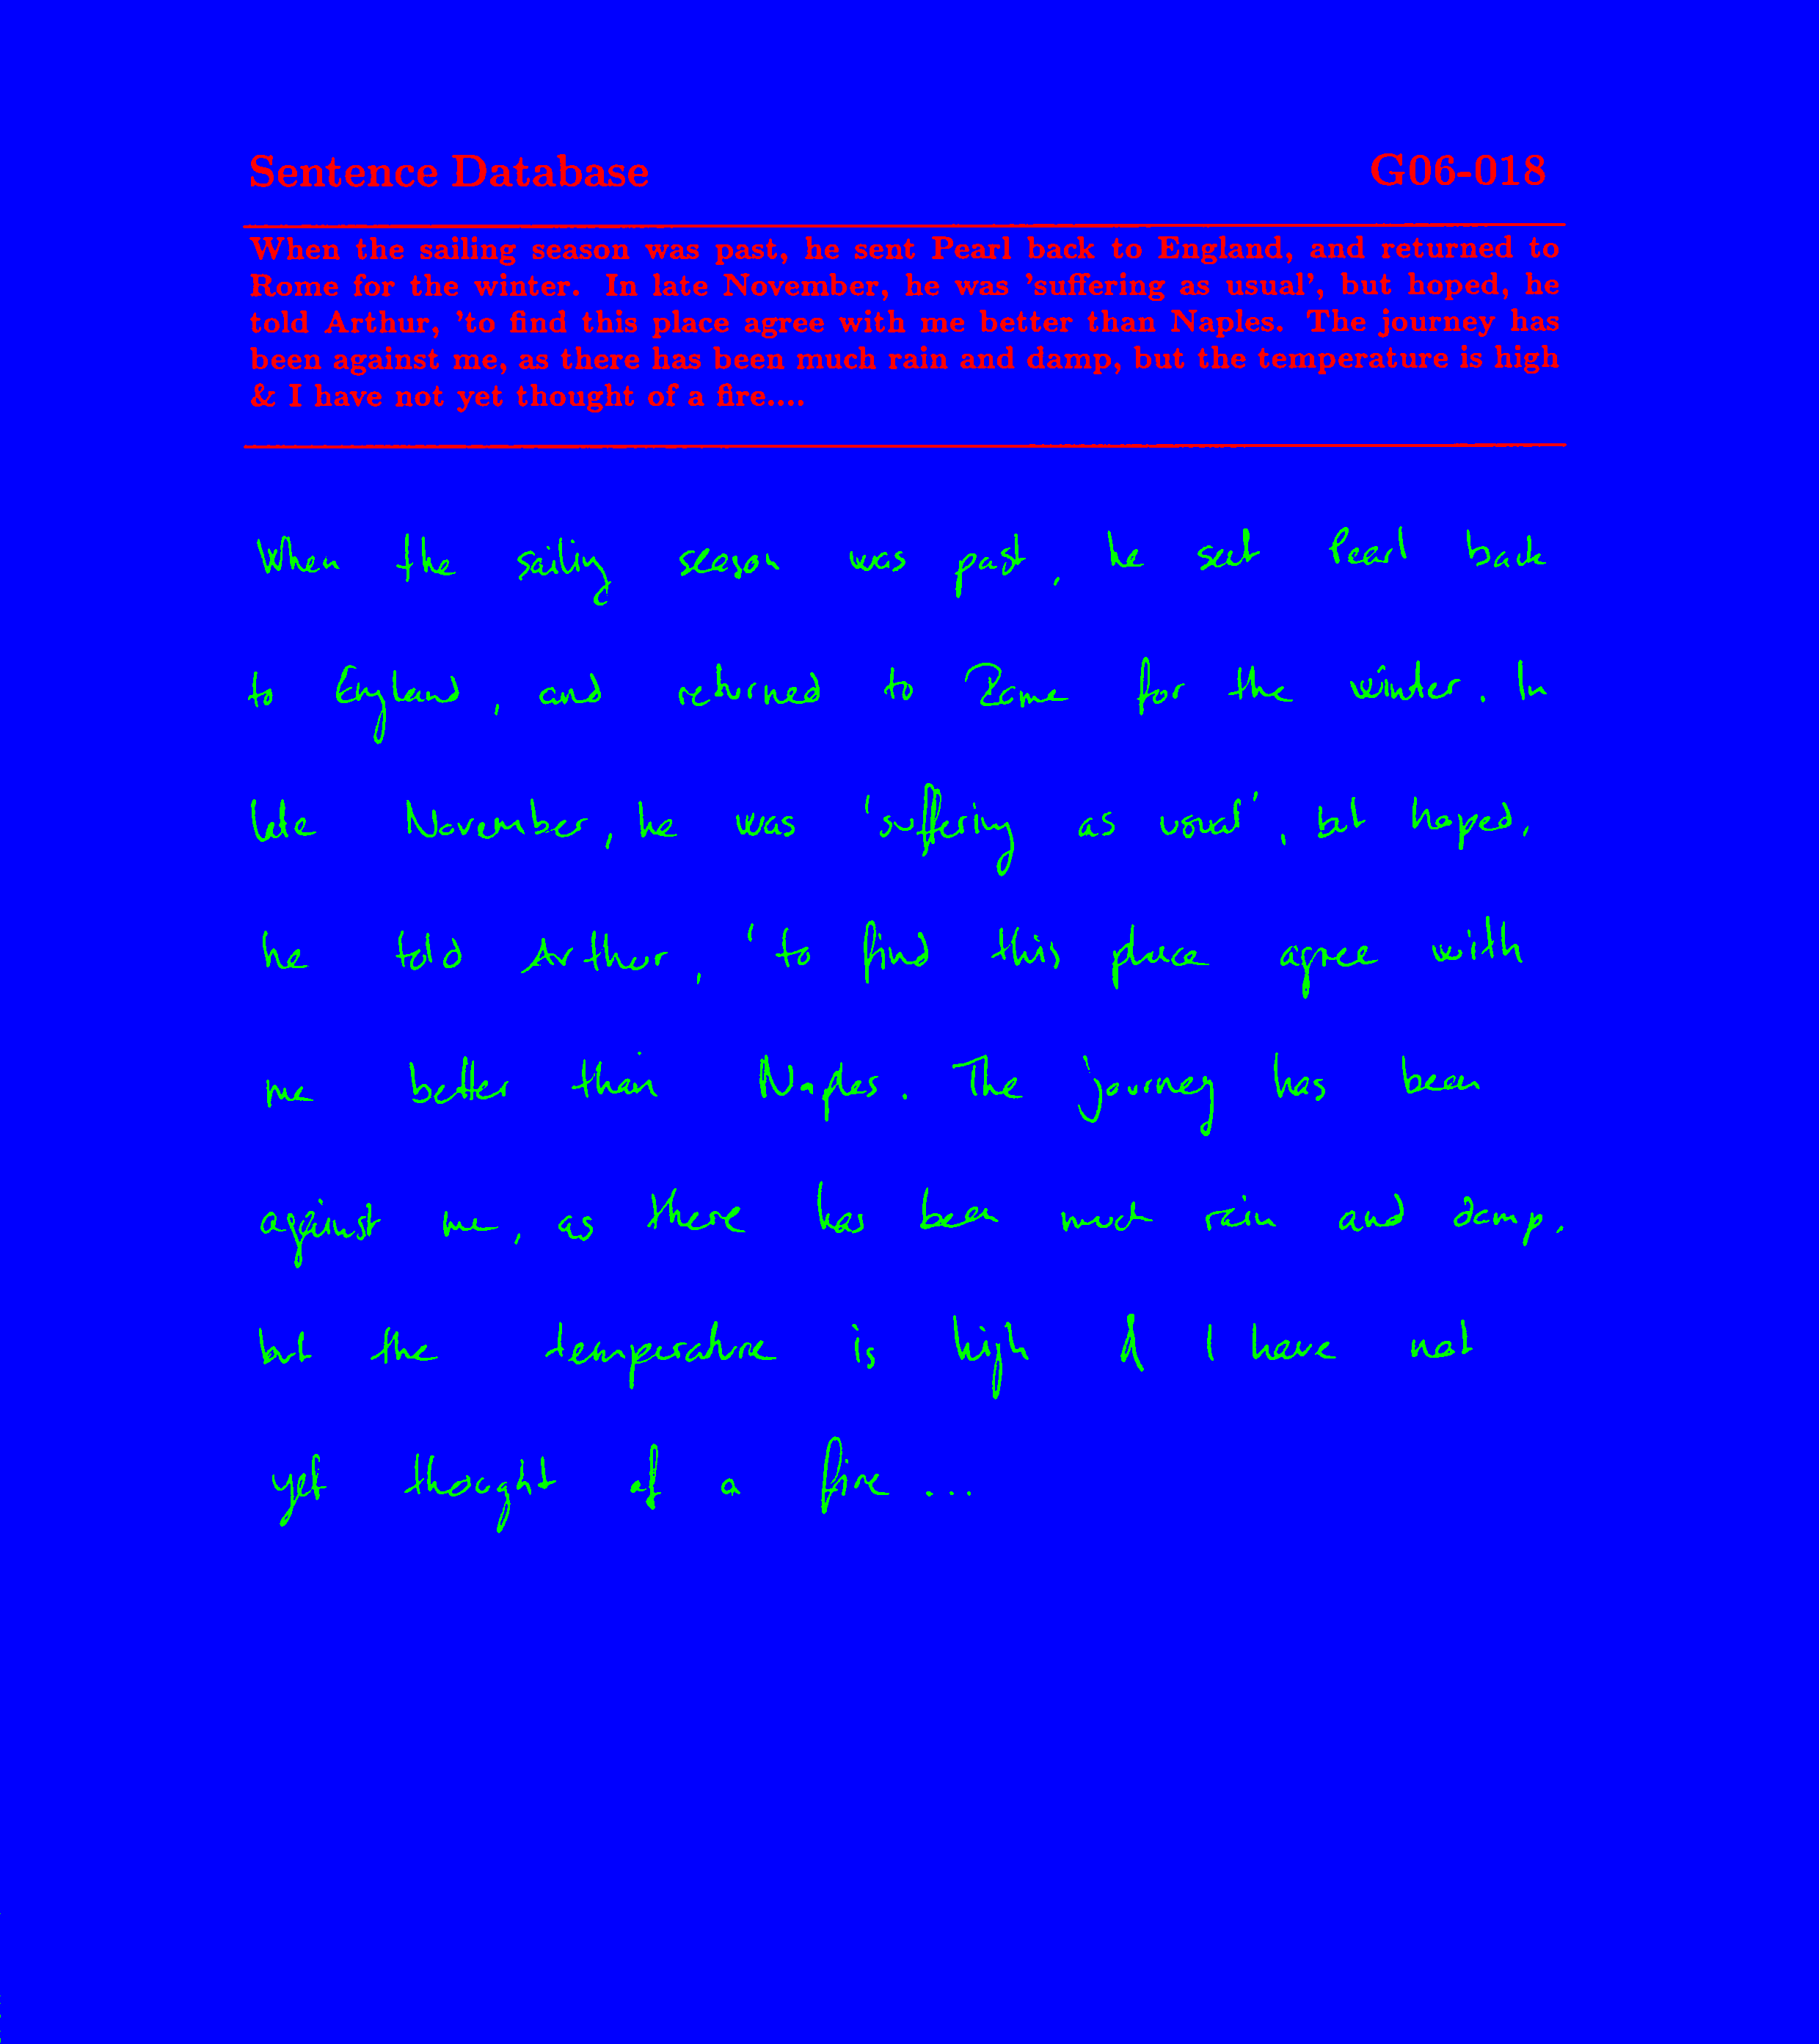 Sentence Database G06-018
When the sailing season was past, he sent Pearl back to England, and returned to
Rome for the winter. In late November, he was 'suffering as usual', but hoped, he
told Arthur, 'to find this place agree with me better than Naples. The journey has
been against me, as there has been much rain and damp, but the temperature is high
& I have not yet thought of a fire....
When the sailing season was past, he sent Pearl back
to England, and returned to Rome for the winter. In
late November, he was 'suffering as usual', but hoped,
he told Arthur, 'to find this place agree with
me better than Naples. The journey has been
against me, as there has been much rain and damp,
but the temperature is high & I have not
yet thought of a fire...